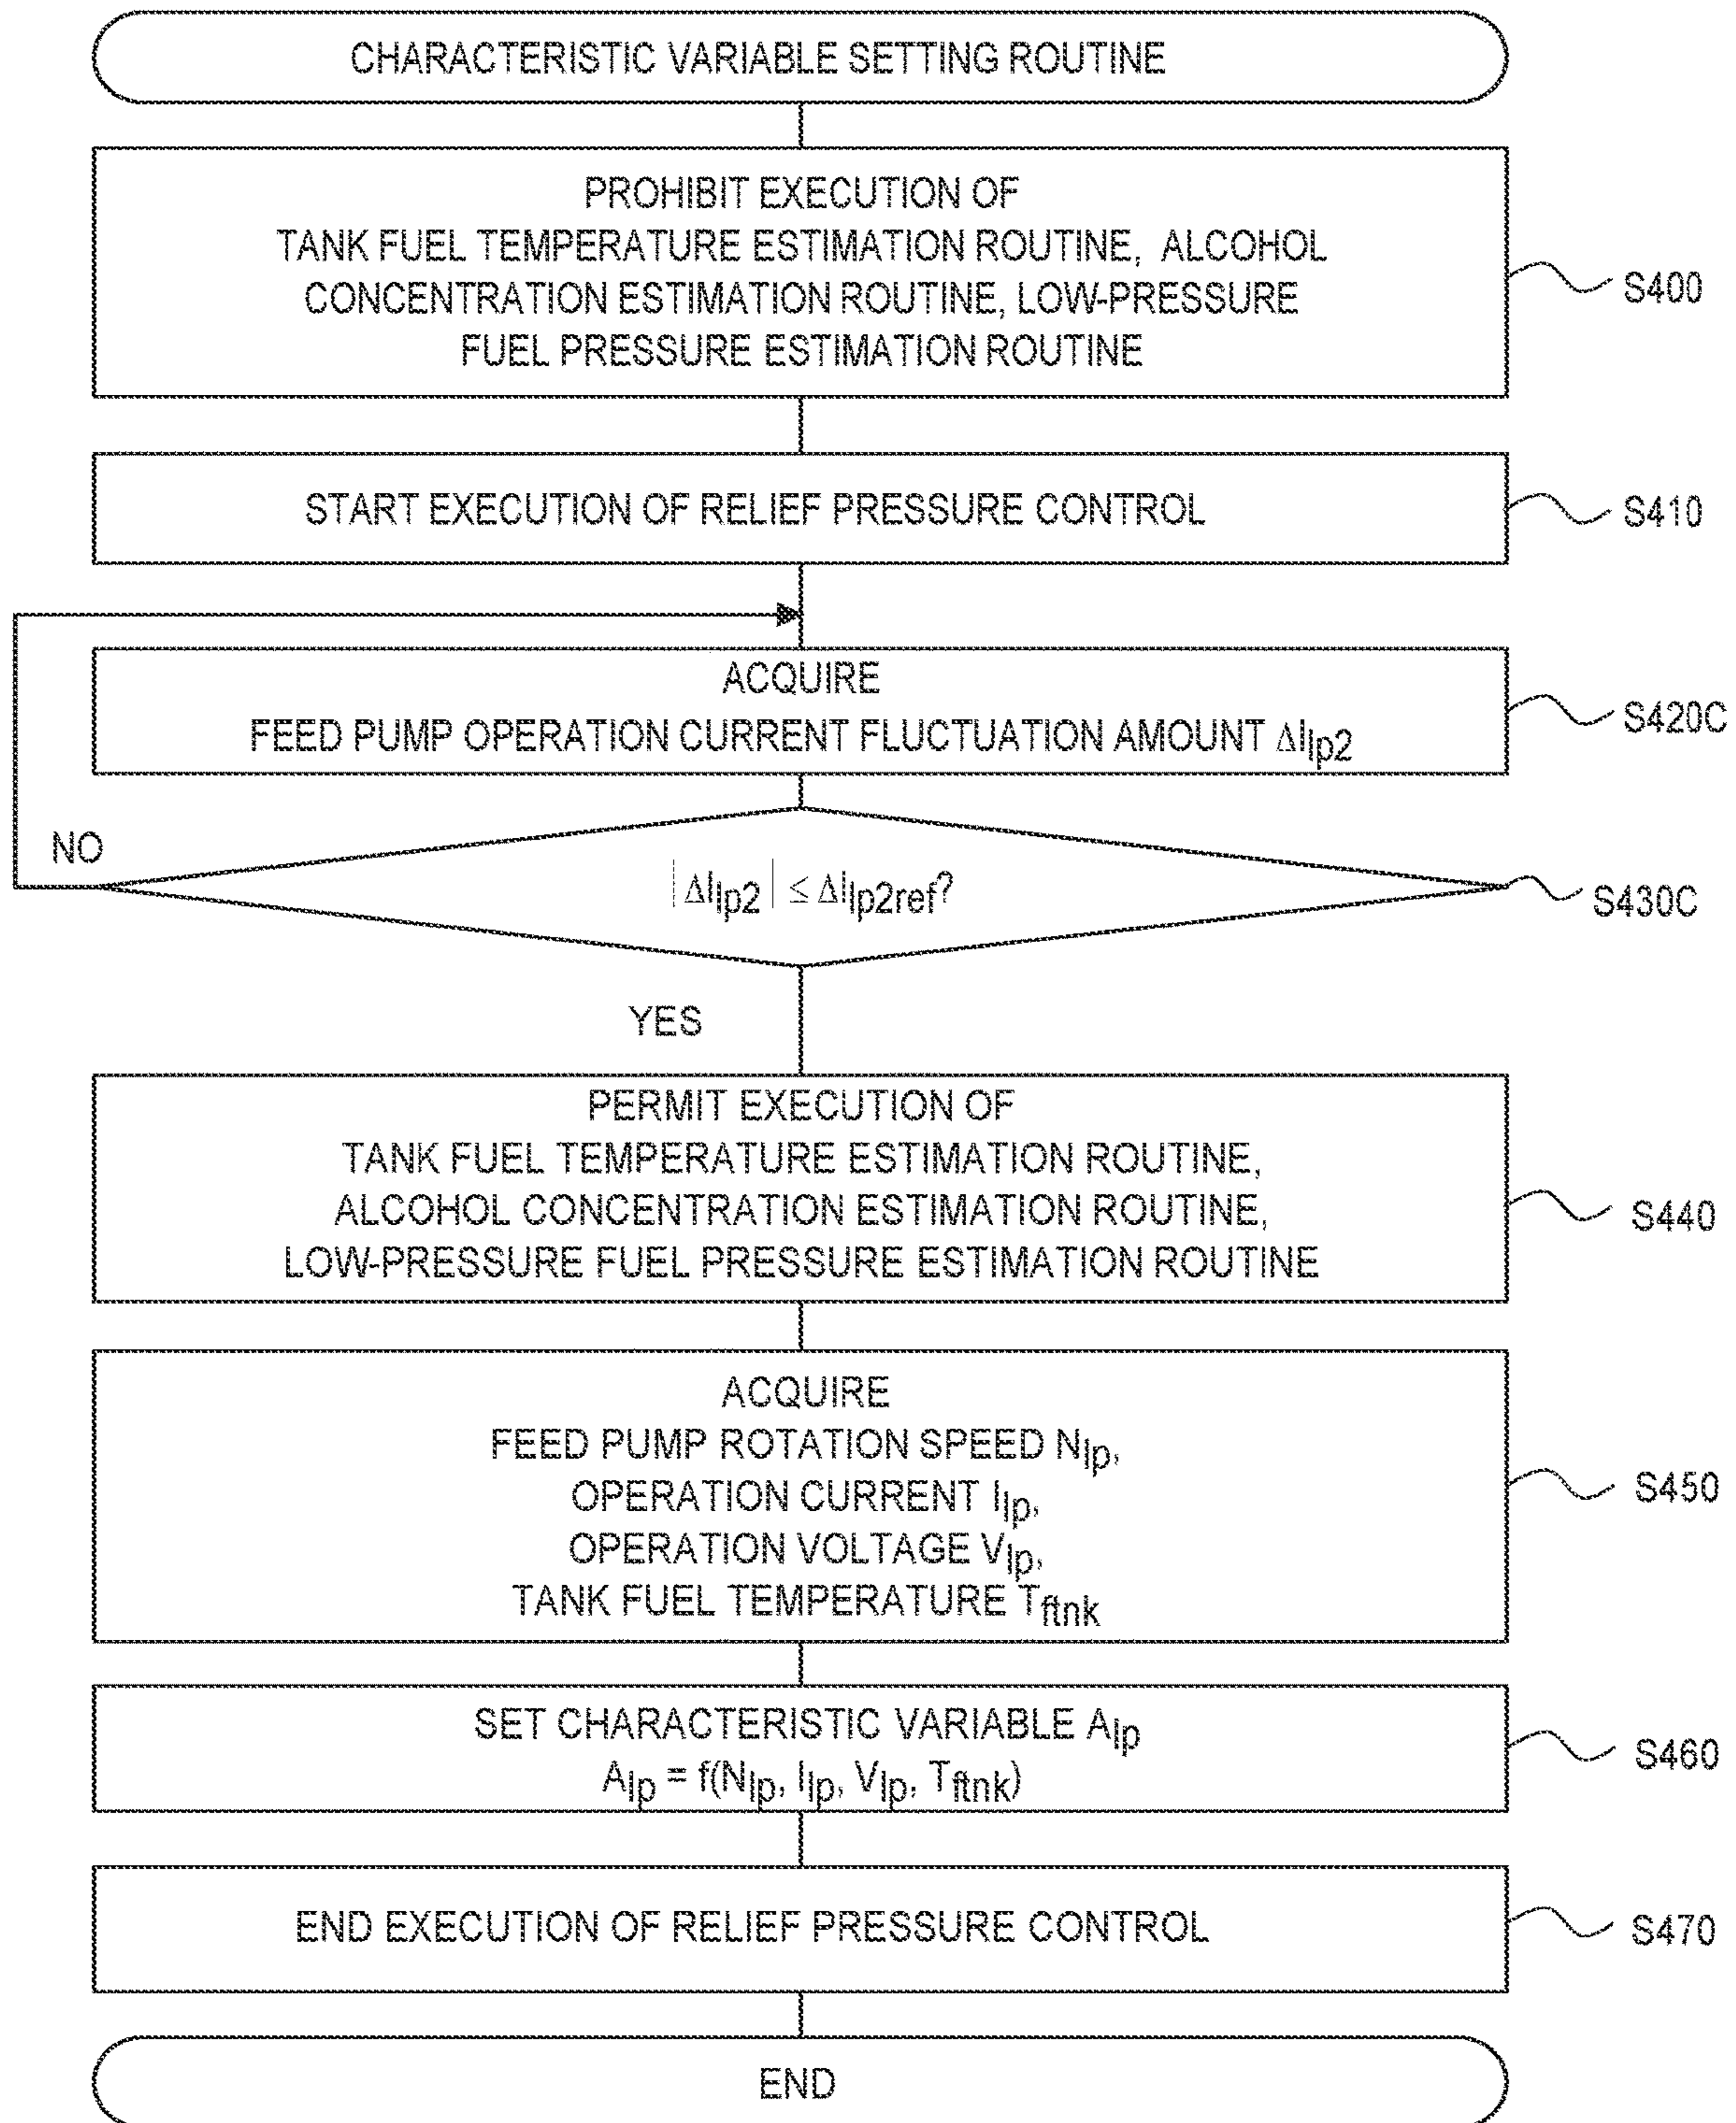 CHARACTERISTIC VARIABLE SETTING ROUTINE
PROHIBIT EXECUTION OF
TANK FUEL TEMPERATURE ESTIMATION ROUTINE, ALCOHOL
CONCENTRATION ESTIMATION ROUTINE, LOW-PRESSURE
FUEL PRESSURE ESTIMATION ROUTINE
S400
START EXECUTION OF RELIEF PRESSURE CONTROL
S410
ACQUIRE
FEED PUMP OPERATION CURRENT FLUCTUATION AMOUNT ΔIlp2
S420C
NO
|ΔIlp2| ≤ ΔIlp2ref?
S430C
YES
PERMIT EXECUTION OF
TANK FUEL TEMPERATURE ESTIMATION ROUTINE,
ALCOHOL CONCENTRATION ESTIMATION ROUTINE,
LOW-PRESSURE FUEL PRESSURE ESTIMATION ROUTINE
S440
ACQUIRE
FEED PUMP ROTATION SPEED Nlp,
OPERATION CURRENT Ilp,
OPERATION VOLTAGE Vlp,
TANK FUEL TEMPERATURE Tftnk
S450
SET CHARACTERISTIC VARIABLE Alp
Alp = f(Nlp, Ilp, Vlp, Tftnk)
S460
END EXECUTION OF RELIEF PRESSURE CONTROL
S470
END